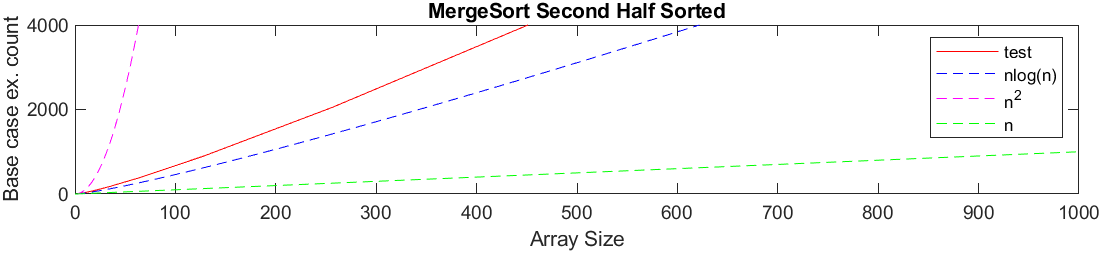 MergeSort Second Half Sorted
Base case ex. count
4000
2000
0
test
nlog(n)
n²
n
0 100 200 300 400 500 600 700 800 900 1000
Array Size